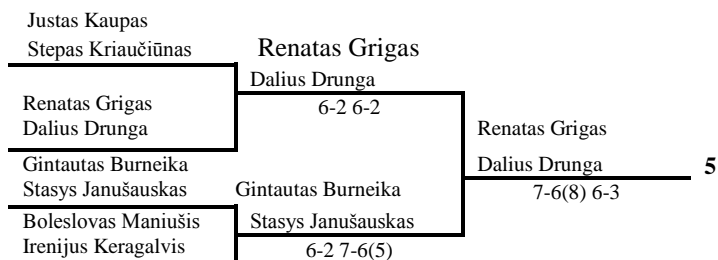 Justas Kaupas
Stepas Kriaučiūnas
Renatas Grigas
Dalius Drunga
6-2 6-2
Renatas Grigas
Dalius Drunga
Renatas Grigas
Dalius Drunga
5
7-6(8) 6-3
Gintautas Burneika
Stasys Janušauskas
Gintautas Burneika
Stasys Janušauskas
6-2 7-6(5)
Boleslovas Maniušis
Irenijus Keragalvis